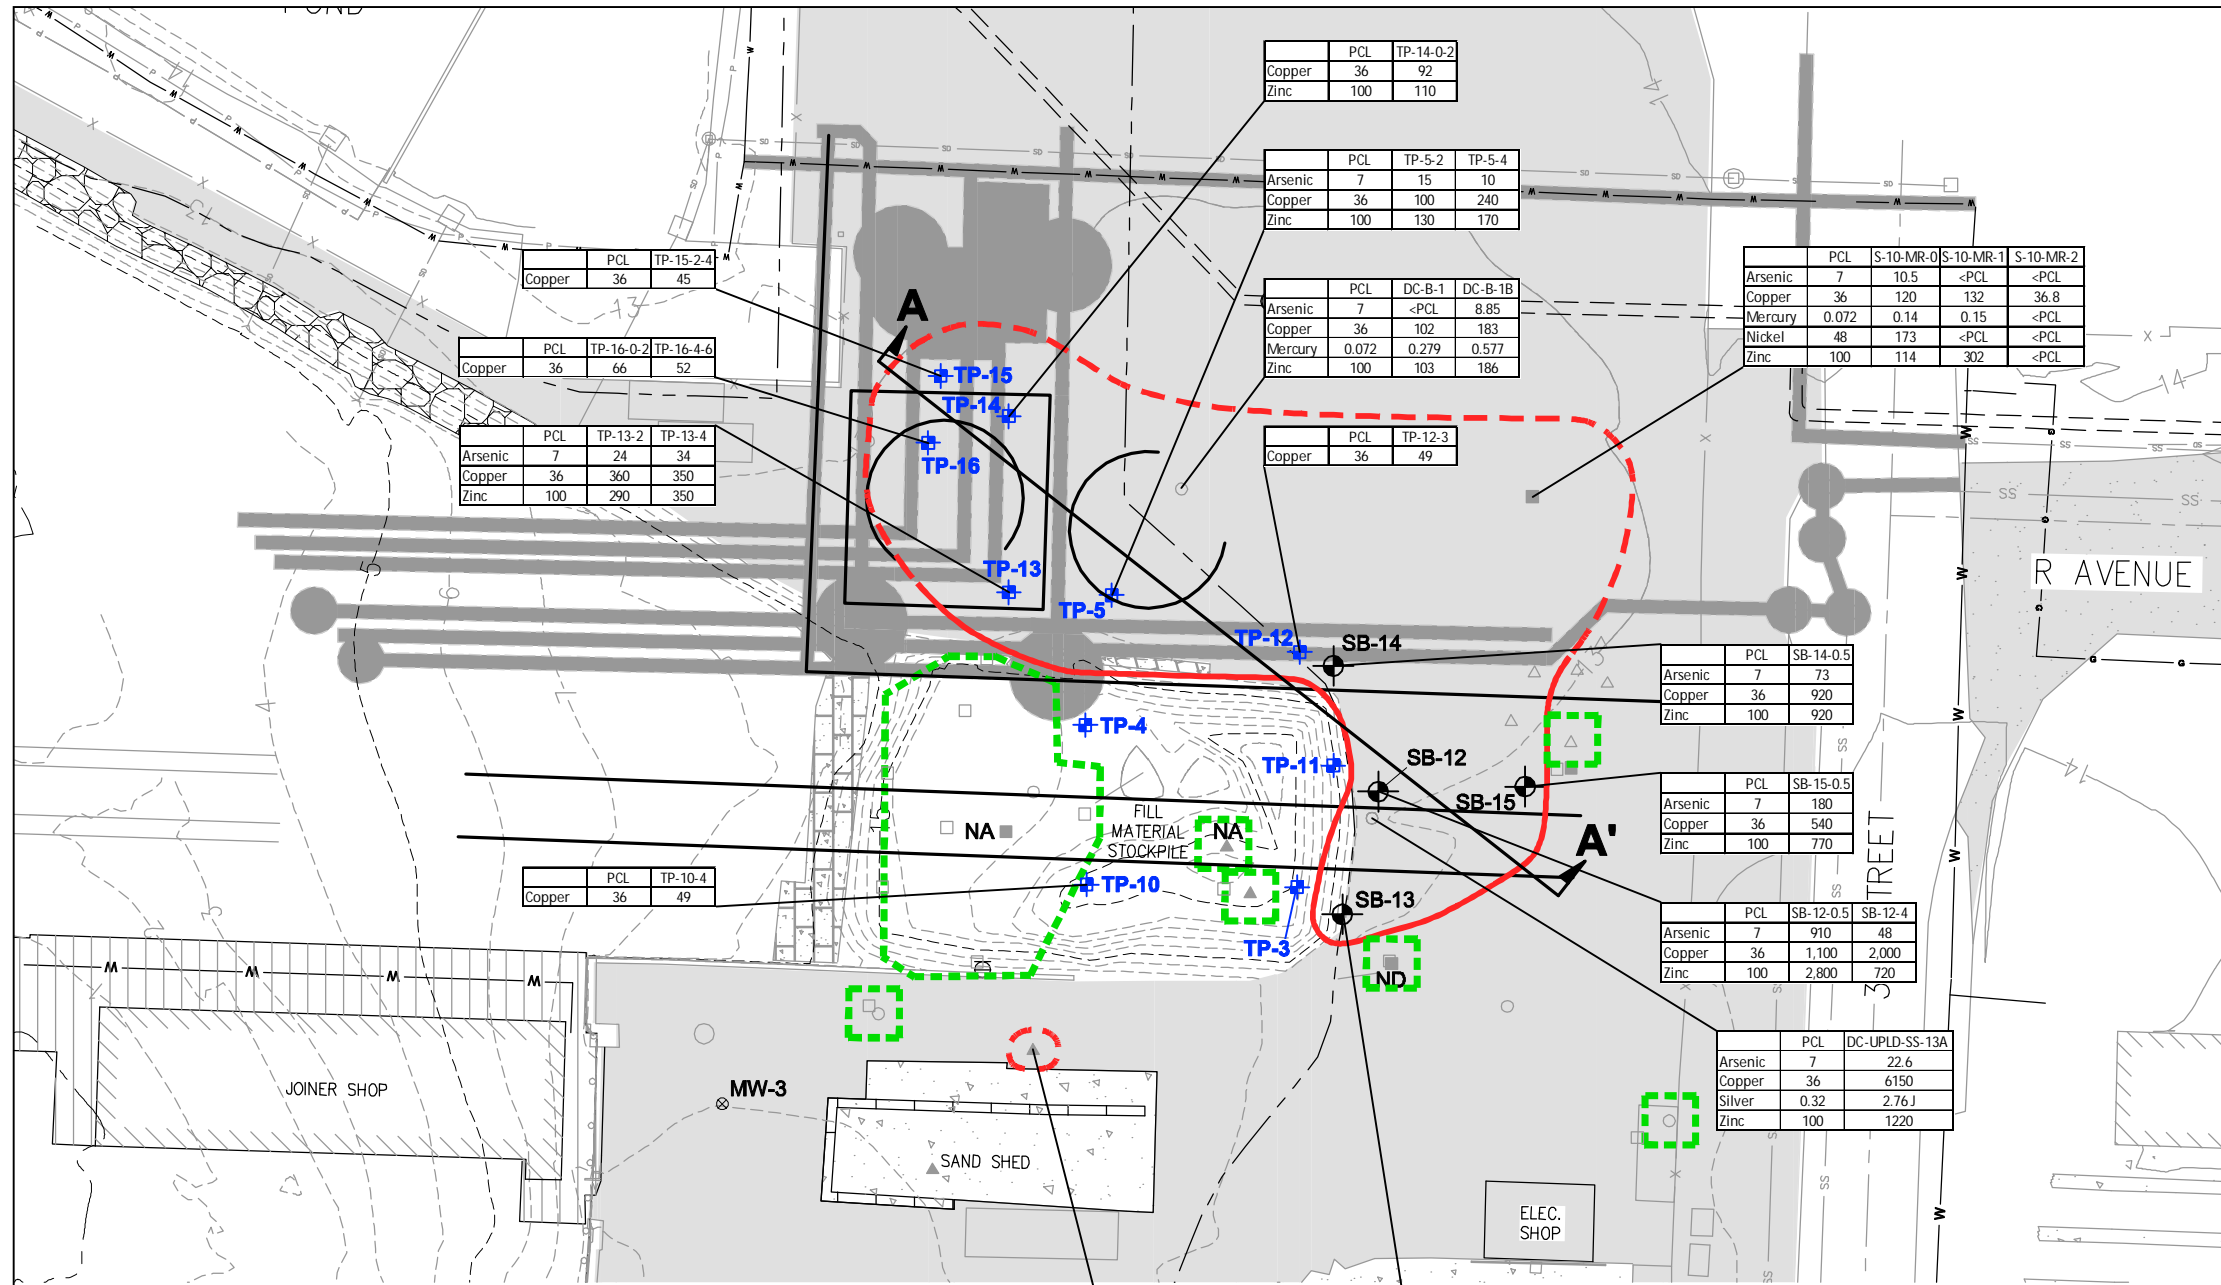 PCL TP-14-0-2
Copper 36 92
Zinc 100 110
PCL TP-5-2 TP-5-4
Arsenic 7 15 10
Copper 36 100 240
Zinc 100 130 170
PCL TP-15-2-4
Copper 36 45
PCL S-10-MR-0 S-10-MR-1 S-10-MR-2
Arsenic 7 10.5 <PCL <PCL
Copper 36 120 132 36.8
Mercury 0.072 0.14 0.15 <PCL
Nickel 48 173 <PCL <PCL
Zinc 100 114 302 <PCL
PCL DC-B-1 DC-B-1B
Arsenic 7 <PCL 8.85
Copper 36 102 183
Mercury 0.072 0.279 0.577
Zinc 100 103 186
A
PCL TP-16-0-2 TP-16-4-6
Copper 36 66 52
TP-15
TP-14
TP-16
PCL TP-13-2 TP-13-4
Arsenic 7 24 34
Copper 36 360 350
Zinc 100 290 350
PCL TP-12-3
Copper 36 49
TP-13
TP-5
R AVENUE
TP-12
SB-14
PCL SB-14-0.5
Arsenic 7 73
Copper 36 920
Zinc 100 920
TP-4
TP-11
SB-12
SB-15
PCL SB-15-0.5
Arsenic 7 180
Copper 36 540
Zinc 100 770
NA
FILL
MATERIAL
STOCKPILE
NA
A'
TREET
3
PCL TP-10-4
Copper 36 49
TP-10
SB-13
TP-3
ND
PCL SB-12-0.5 SB-12-4
Arsenic 7 910 48
Copper 36 1,100 2,000
Zinc 100 2,800 720
PCL DC-UPLD-SS-13A
Arsenic 7 22.6
Copper 36 6150
Silver 0.32 2.76 J
Zinc 100 1220
JOINER SHOP
MW-3
SAND SHED
ELEC.
SHOP
13
13
14
14
14
15